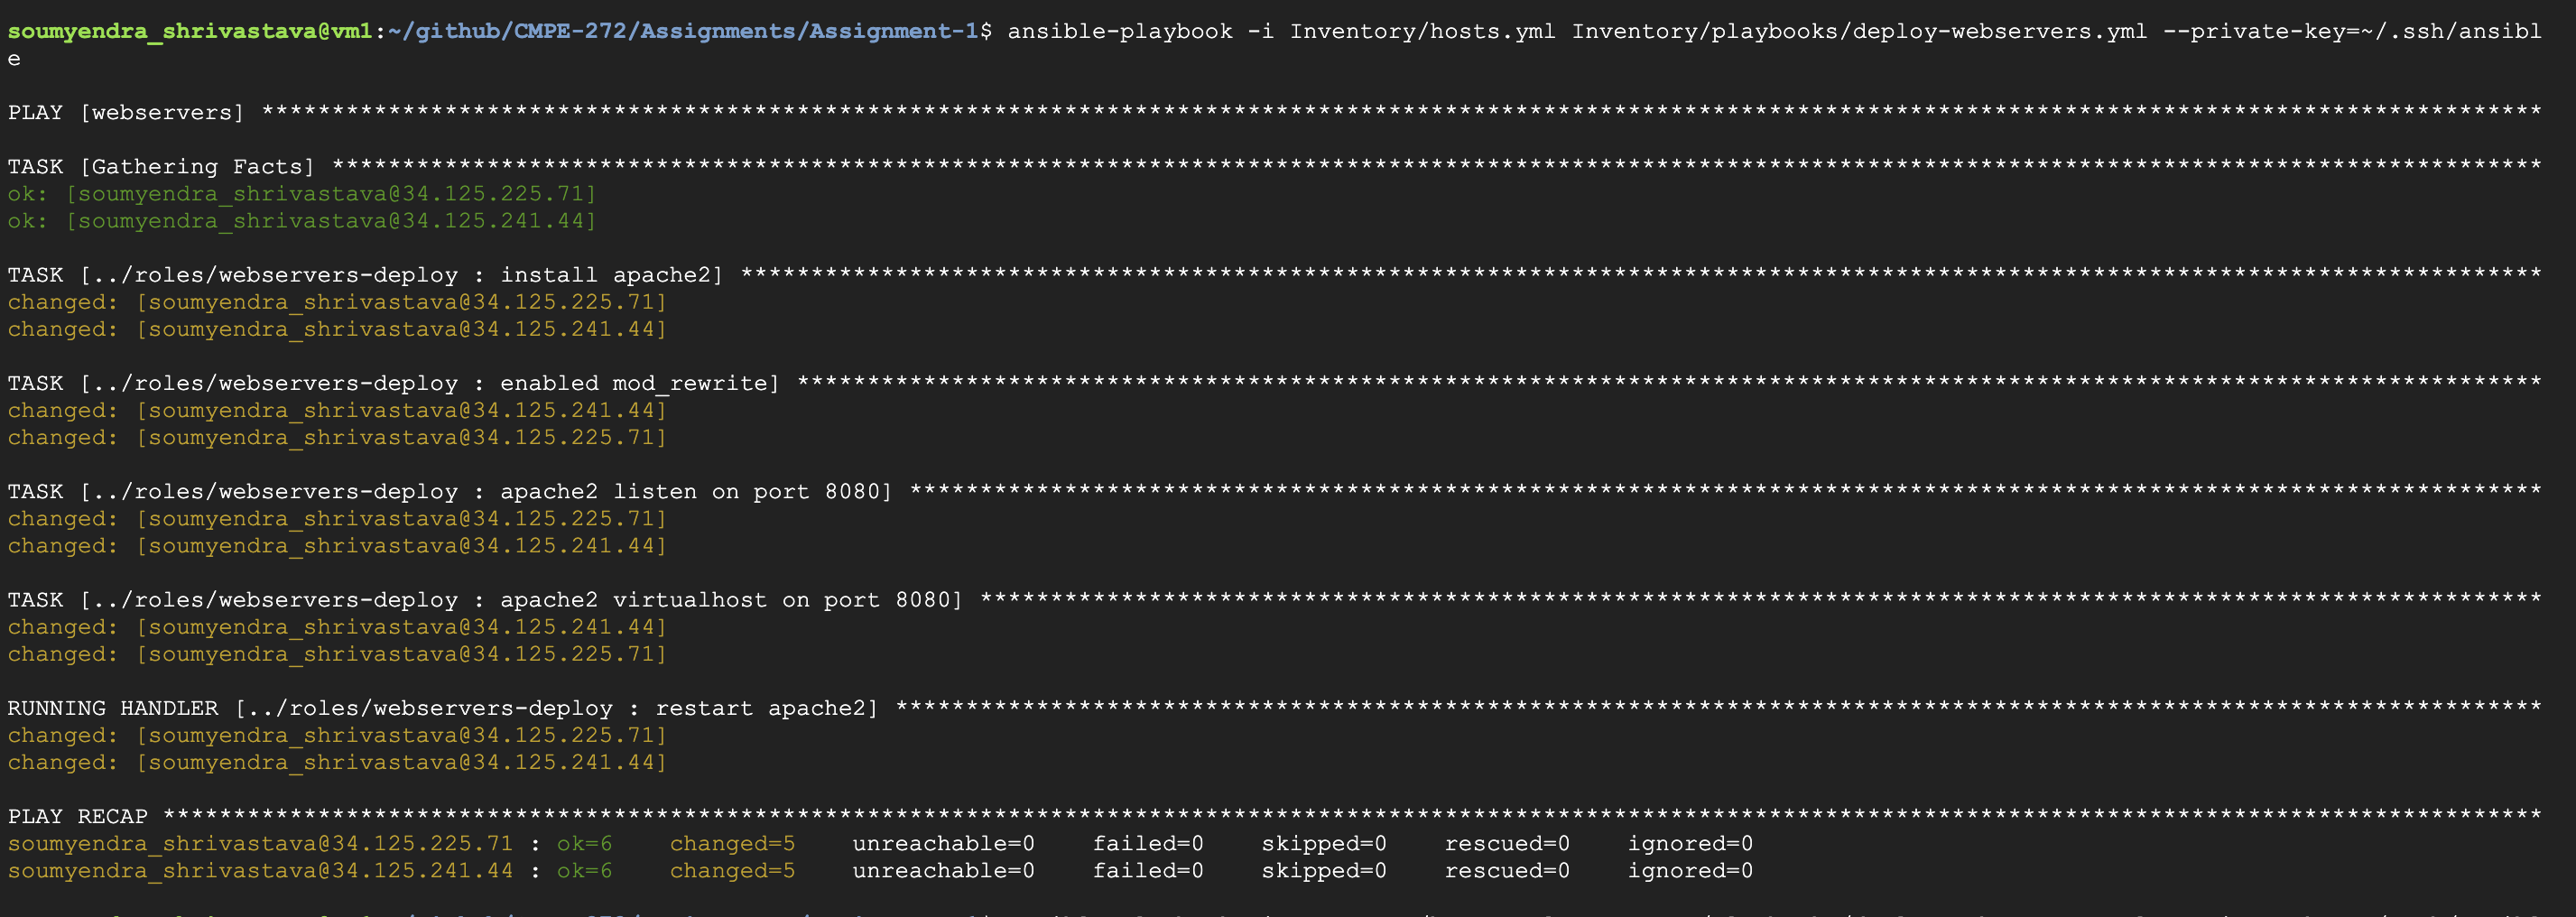 soumyendra_shrivastava@vm1:~/github/CMPE-272/Assignments/Assignment-1$ ansible-playbook -i Inventory/hosts.yml Inventory/playbooks/deploy-webservers.yml --private-key=~/.ssh/ansibl
e
PLAY [webservers] ******************************************************************************************************************************************************************
TASK [Gathering Facts] *************************************************************************************************************************************************************
ok: [soumyendra_shrivastava@34.125.225.71]
ok: [soumyendra_shrivastava@34.125.241.44]
TASK [../roles/webservers-deploy : install apache2] ********************************************************************************************************************************
changed: [soumyendra_shrivastava@34.125.225.71]
changed: [soumyendra_shrivastava@34.125.241.44]
TASK [../roles/webservers-deploy : enabled mod_rewrite] ****************************************************************************************************************************
changed: [soumyendra_shrivastava@34.125.241.44]
changed: [soumyendra_shrivastava@34.125.225.71]
TASK [../roles/webservers-deploy : apache2 listen on port 8080] ********************************************************************************************************************
changed: [soumyendra_shrivastava@34.125.225.71]
changed: [soumyendra_shrivastava@34.125.241.44]
TASK [../roles/webservers-deploy : apache2 virtualhost on port 8080] ***************************************************************************************************************
changed: [soumyendra_shrivastava@34.125.241.44]
changed: [soumyendra_shrivastava@34.125.225.71]
RUNNING HANDLER [../roles/webservers-deploy : restart apache2] *********************************************************************************************************************
changed: [soumyendra_shrivastava@34.125.225.71]
changed: [soumyendra_shrivastava@34.125.241.44]
PLAY RECAP *************************************************************************************************************************************************************************
soumyendra_shrivastava@34.125.225.71 : ok=6    changed=5    unreachable=0    failed=0    skipped=0    rescued=0    ignored=0
soumyendra_shrivastava@34.125.241.44 : ok=6    changed=5    unreachable=0    failed=0    skipped=0    rescued=0    ignored=0